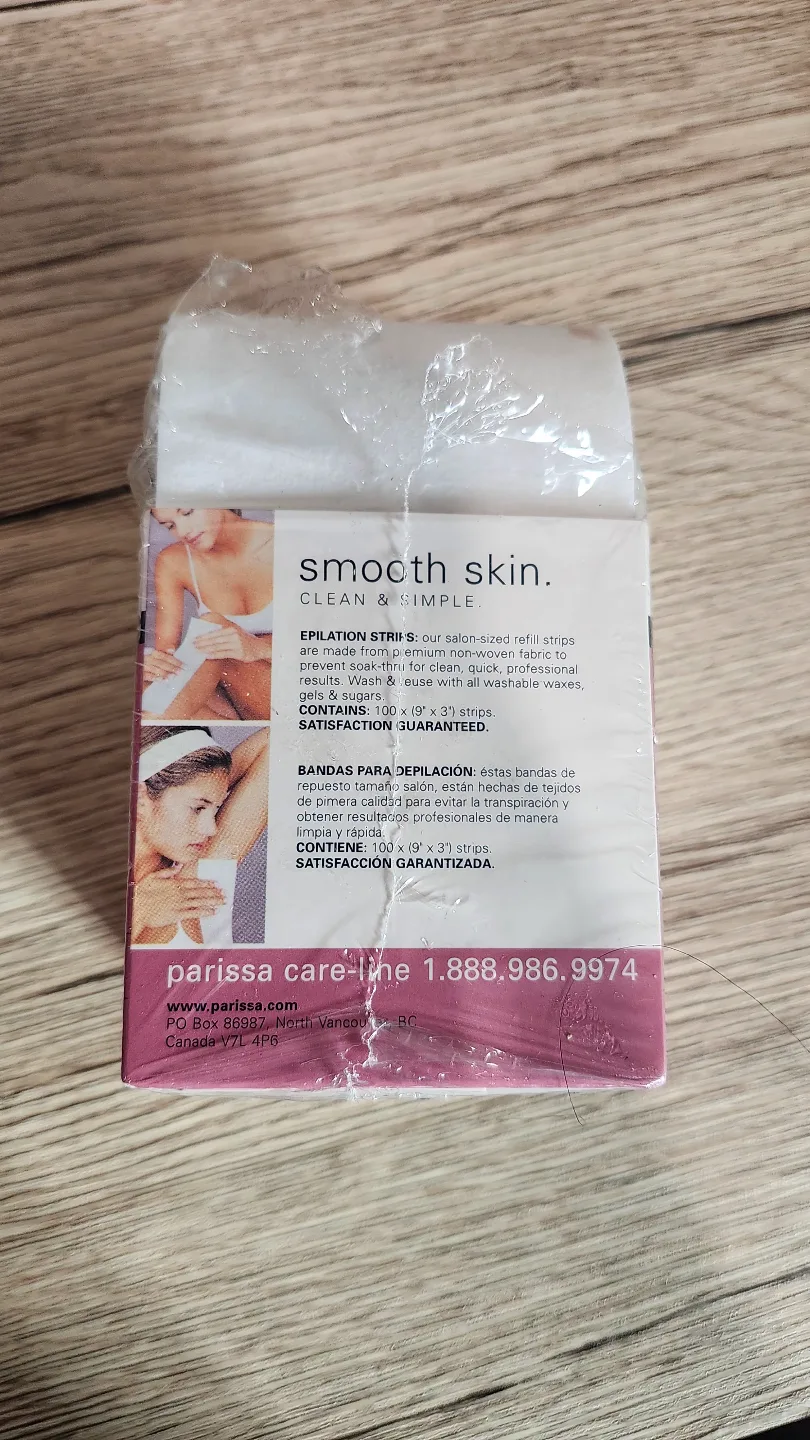 smooth skin.
CLEAN & SIMPLE.
EPILATION STRIPS: our salon-sized refill strips
are made from premium non-woven fabric to
prevent soak-thru for clean, quick, professional
results. Wash & reuse with all washable waxes,
gels & sugars.
CONTAINS: 100 x (9" x 3") strips.
SATISFACTION GUARANTEED.
BANDAS PARA DEPILACIÓN: éstas bandas de
repuesto tamaño salón, están hechas de tejidos
de pimera calidad para evitar la transpiración y
obtener resultados profesionales de manera
limpia y rápida.
CONTIENE: 100 x (9" x 3") strips.
SATISFACCIÓN GARANTIZADA.
parissa care-line 1.888.986.9974
www.parissa.com
PO Box 86987, North Vancouver, BC
Canada V7L 4P6